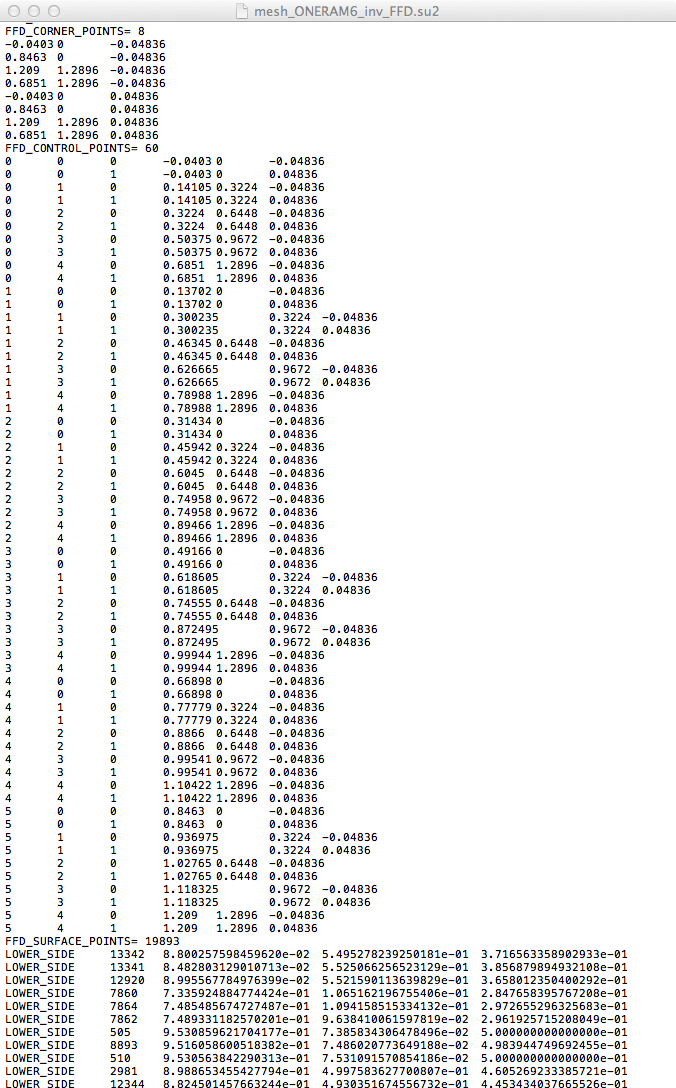 mesh_ONERAM6_inv_FFD.su2
FFD_CORNER_POINTS= 8
-0.0403 0 -0.04836
0.8463 0 -0.04836
1.209 1.2896 -0.04836
0.6851 1.2896 -0.04836
-0.0403 0 0.04836
0.8463 0 0.04836
1.209 1.2896 0.04836
0.6851 1.2896 0.04836
FFD_CONTROL_POINTS= 60
0 0 0 -0.0403 0 -0.04836
0 0 1 -0.0403 0 0.04836
0 1 0 0.14105 0.3224 -0.04836
0 1 1 0.14105 0.3224 0.04836
0 2 0 0.3224 0.6448 -0.04836
0 2 1 0.3224 0.6448 0.04836
0 3 0 0.50375 0.9672 -0.04836
0 3 1 0.50375 0.9672 0.04836
0 4 0 0.6851 1.2896 -0.04836
0 4 1 0.6851 1.2896 0.04836
1 0 0 0.13702 0 -0.04836
1 0 1 0.13702 0 0.04836
1 1 0 0.300235 0.3224 -0.04836
1 1 1 0.300235 0.3224 0.04836
1 2 0 0.46345 0.6448 -0.04836
1 2 1 0.46345 0.6448 0.04836
1 3 0 0.626665 0.9672 -0.04836
1 3 1 0.626665 0.9672 0.04836
1 4 0 0.78988 1.2896 -0.04836
1 4 1 0.78988 1.2896 0.04836
2 0 0 0.31434 0 -0.04836
2 0 1 0.31434 0 0.04836
2 1 0 0.45942 0.3224 -0.04836
2 1 1 0.45942 0.3224 0.04836
2 2 0 0.6045 0.6448 -0.04836
2 2 1 0.6045 0.6448 0.04836
2 3 0 0.74958 0.9672 -0.04836
2 3 1 0.74958 0.9672 0.04836
2 4 0 0.89466 1.2896 -0.04836
2 4 1 0.89466 1.2896 0.04836
3 0 0 0.49166 0 -0.04836
3 0 1 0.49166 0 0.04836
3 1 0 0.618605 0.3224 -0.04836
3 1 1 0.618605 0.3224 0.04836
3 2 0 0.74555 0.6448 -0.04836
3 2 1 0.74555 0.6448 0.04836
3 3 0 0.872495 0.9672 -0.04836
3 3 1 0.872495 0.9672 0.04836
3 4 0 0.99944 1.2896 -0.04836
3 4 1 0.99944 1.2896 0.04836
4 0 0 0.66898 0 -0.04836
4 0 1 0.66898 0 0.04836
4 1 0 0.77779 0.3224 -0.04836
4 1 1 0.77779 0.3224 0.04836
4 2 0 0.8866 0.6448 -0.04836
4 2 1 0.8866 0.6448 0.04836
4 3 0 0.99541 0.9672 -0.04836
4 3 1 0.99541 0.9672 0.04836
4 4 0 1.10422 1.2896 -0.04836
4 4 1 1.10422 1.2896 0.04836
5 0 0 0.8463 0 -0.04836
5 0 1 0.8463 0 0.04836
5 1 0 0.936975 0.3224 -0.04836
5 1 1 0.936975 0.3224 0.04836
5 2 0 1.02765 0.6448 -0.04836
5 2 1 1.02765 0.6448 0.04836
5 3 0 1.118325 0.9672 -0.04836
5 3 1 1.118325 0.9672 0.04836
5 4 0 1.209 1.2896 -0.04836
5 4 1 1.209 1.2896 0.04836
FFD_SURFACE_POINTS= 19893
LOWER_SIDE 13342 8.800257598459620e-02 5.495278239250181e-01 3.716563358902933e-01
LOWER_SIDE 13341 8.482803129010713e-02 5.525066256523129e-01 3.856879894932108e-01
LOWER_SIDE 12920 8.995567784976399e-02 5.521590113639829e-01 3.658012350400292e-01
LOWER_SIDE 7860 7.335924884774424e-01 1.065162196755406e-01 2.847658395767208e-01
LOWER_SIDE 7864 7.485485674727487e-01 1.094158515334132e-01 2.972655296325683e-01
LOWER_SIDE 7862 7.489331182570201e-01 9.638410061597819e-02 2.961925715208049e-01
LOWER_SIDE 505 9.530859621704177e-01 7.385834306478496e-02 5.000000000000000e-01
LOWER_SIDE 8893 9.516058600518382e-01 7.486020773649188e-02 4.983944749692455e-01
LOWER_SIDE 510 9.530563842290313e-01 7.531091570854186e-02 5.000000000000000e-01
LOWER_SIDE 2981 8.988653455427794e-01 4.997583627700807e-01 4.605269233385721e-01
LOWER_SIDE 12344 8.824501457663244e-01 4.930351674556732e-01 4.453434037665526e-01